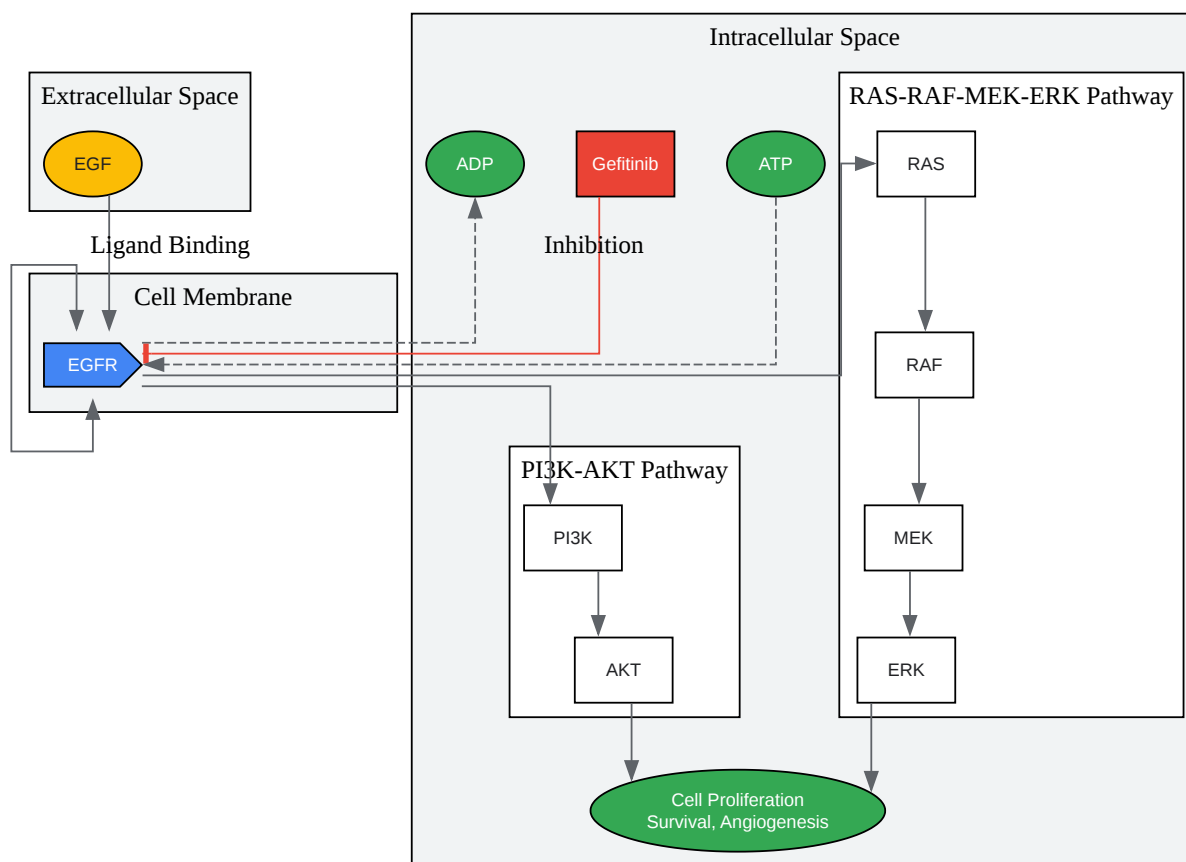 Intracellular Space
Extracellular Space
RAS-RAF-MEK-ERK Pathway
EGF
ADP
Gefitinib
ATP
RAS
Ligand Binding
Inhibition
Cell Membrane
EGFR
RAF
PI3K-AKT Pathway
PI3K
MEK
AKT
ERK
Cell Proliferation
Survival, Angiogenesis